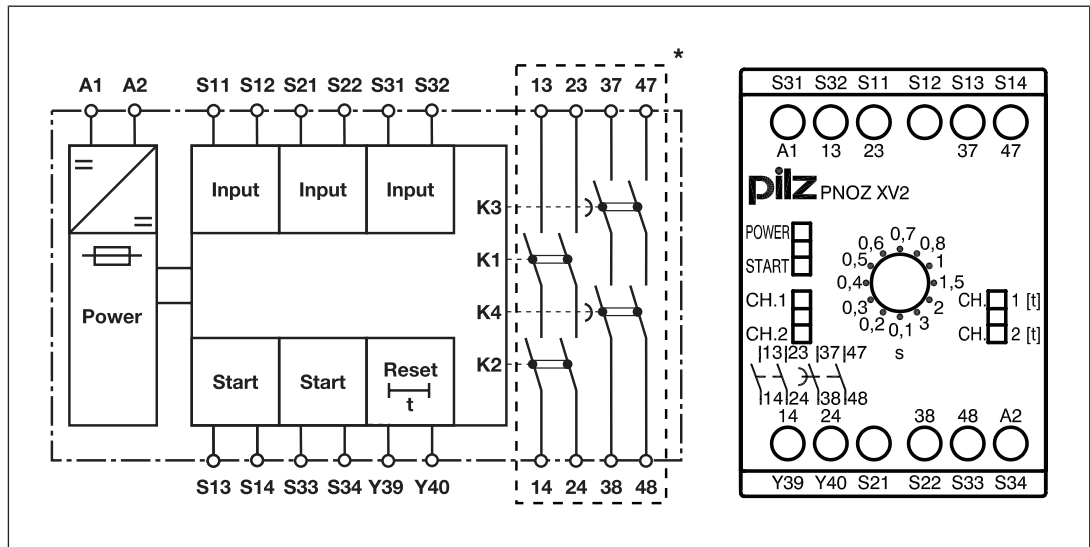 *
A1 A2 S11 S12 S21 S22 S31 S32 13 23 37 47
Input Input Input
K3
K1
K4
K2
Power
Start Start Reset
t
S13 S14 S33 S34 Y39 Y40 14 24 38 48
S31 S32 S11 S12 S13 S14
A1 13 23 37 47
pilz PNOZ XV2
POWER
START
CH.1
CH.2
0,1 0,2 0,3 0,4 0,5 0,6 0,7 0,8 1 1,5 2 3
s
CH. 1 [t]
CH. 2 [t]
13 23 37 47
14 24 38 48
14 24 38 48 A2
Y39 Y40 S21 S22 S33 S34